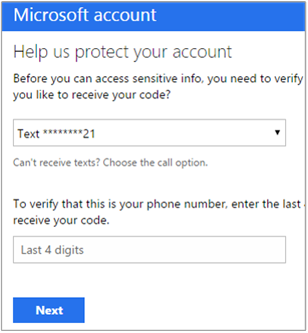 Microsoft account
Help us protect your account
Before you can access sensitive info, you need to verify
you like to receive your code?
Text ********21
Can't receive texts? Choose the call option.
To verify that this is your phone number, enter the last
receive your code.
Last 4 digits
Next